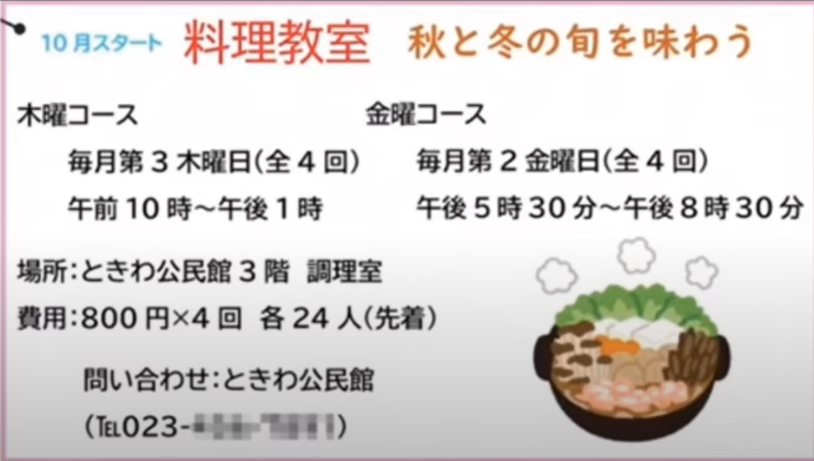 10月スタート 料理教室 秋と冬の旬を味わう
木曜コース
毎月第3木曜日(全4回)
午前10時~午後1時
金曜コース
毎月第2金曜日(全4回)
午後5時30分~午後8時30分
場所:ときわ公民館3階 調理室
費用:800円×4回 各24人(先着)
問い合わせ:ときわ公民館
(℡023-